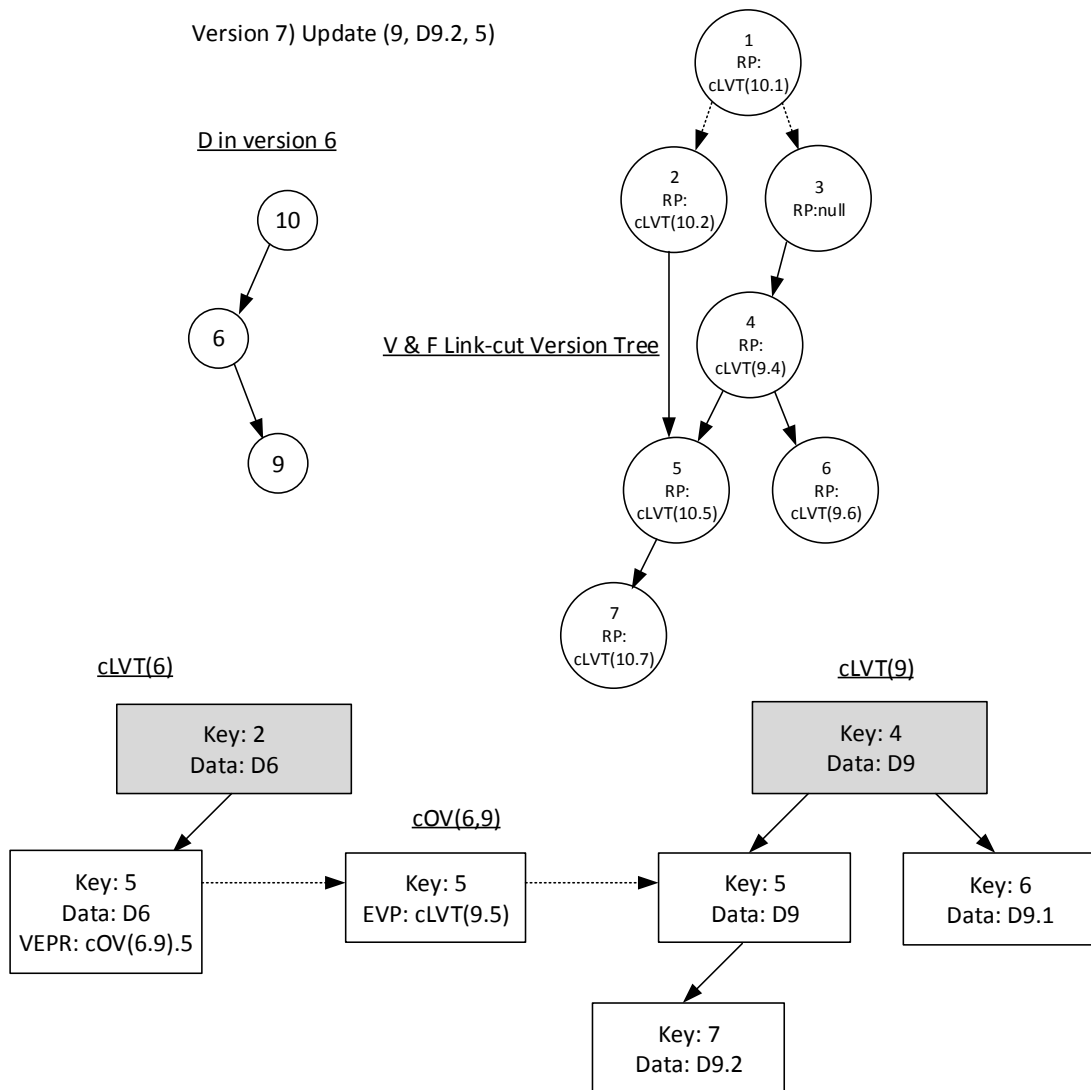 Version 7) Update (9, D9.2, 5)
D in version 6
10
6
9
V & F Link-cut Version Tree
1
RP:
cLVT(10.1)
2
RP:
cLVT(10.2)
3
RP:null
4
RP:
cLVT(9.4)
5
RP:
cLVT(10.5)
6
RP:
cLVT(9.6)
7
RP:
cLVT(10.7)
cLVT(6)
Key: 2
Data: D6
Key: 5
Data: D6
VEPR: cOV(6.9).5
cOV(6,9)
Key: 5
EVP: cLVT(9.5)
cLVT(9)
Key: 4
Data: D9
Key: 5
Data: D9
Key: 6
Data: D9.1
Key: 7
Data: D9.2